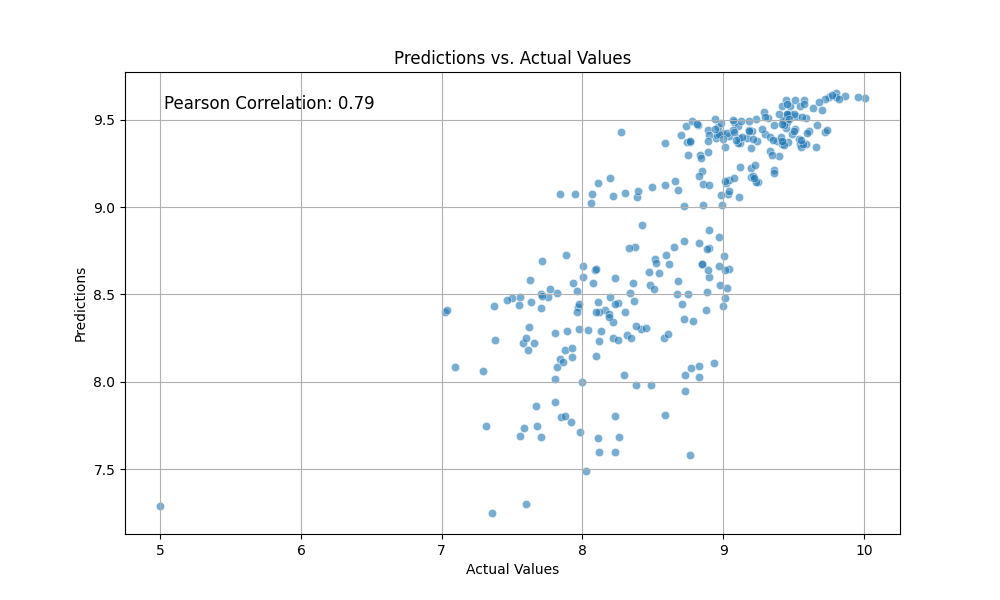 Predictions vs. Actual Values
Pearson Correlation: 0.79
9.5
9.0
8.5
8.0
7.5
Predictions
5 6 7 8 9 10
Actual Values